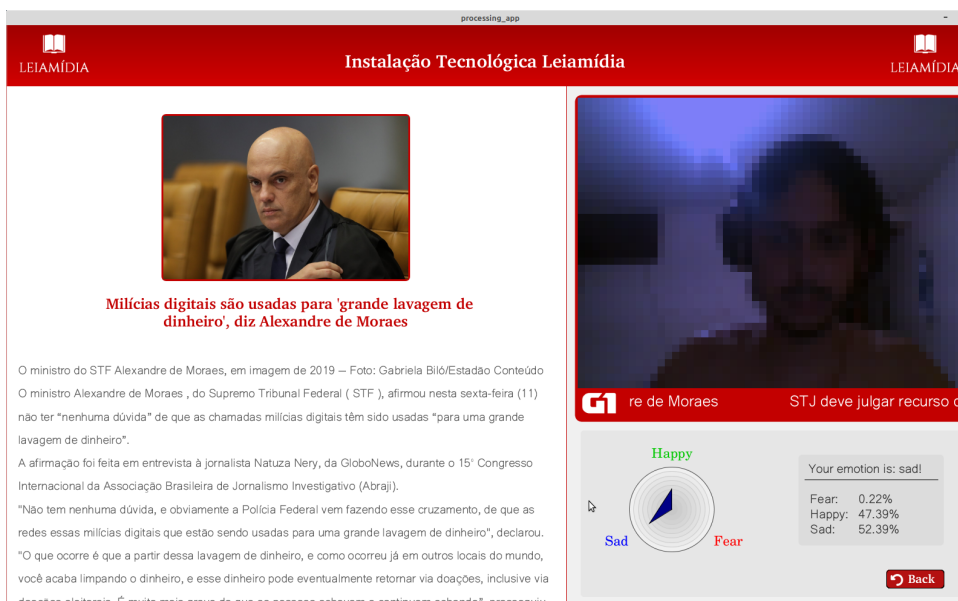 processing_app
LEIAMÍDIA
Instalação Tecnológica Leiamídia
LEIAMÍDIA
Milícias digitais são usadas para 'grande lavagem de
dinheiro', diz Alexandre de Moraes
O ministro do STF Alexandre de Moraes, em imagem de 2019 — Foto: Gabriela Biló/Estadão Conteúdo
O ministro Alexandre de Moraes , do Supremo Tribunal Federal ( STF ), afirmou nesta sexta-feira (11)
não ter “nenhuma dúvida” de que as chamadas milícias digitais têm sido usadas “para uma grande
lavagem de dinheiro”.
A afirmação foi feita em entrevista à jornalista Natuza Nery, da GloboNews, durante o 15° Congresso
Internacional da Associação Brasileira de Jornalismo Investigativo (Abraji).
"Não tem nenhuma dúvida, e obviamente a Polícia Federal vem fazendo esse cruzamento, de que as
redes essas milícias digitais que estão sendo usadas para uma grande lavagem de dinheiro", declarou.
"O que ocorre é que a partir dessa lavagem de dinheiro, e como ocorreu já em outros locais do mundo,
você acaba limpando o dinheiro, e esse dinheiro pode eventualmente retornar via doações, inclusive via
G1 re de Moraes STJ deve julgar recurso
Happy
Sad
Fear
Your emotion is: sad!
Fear: 0.22%
Happy: 47.39%
Sad: 52.39%
Back